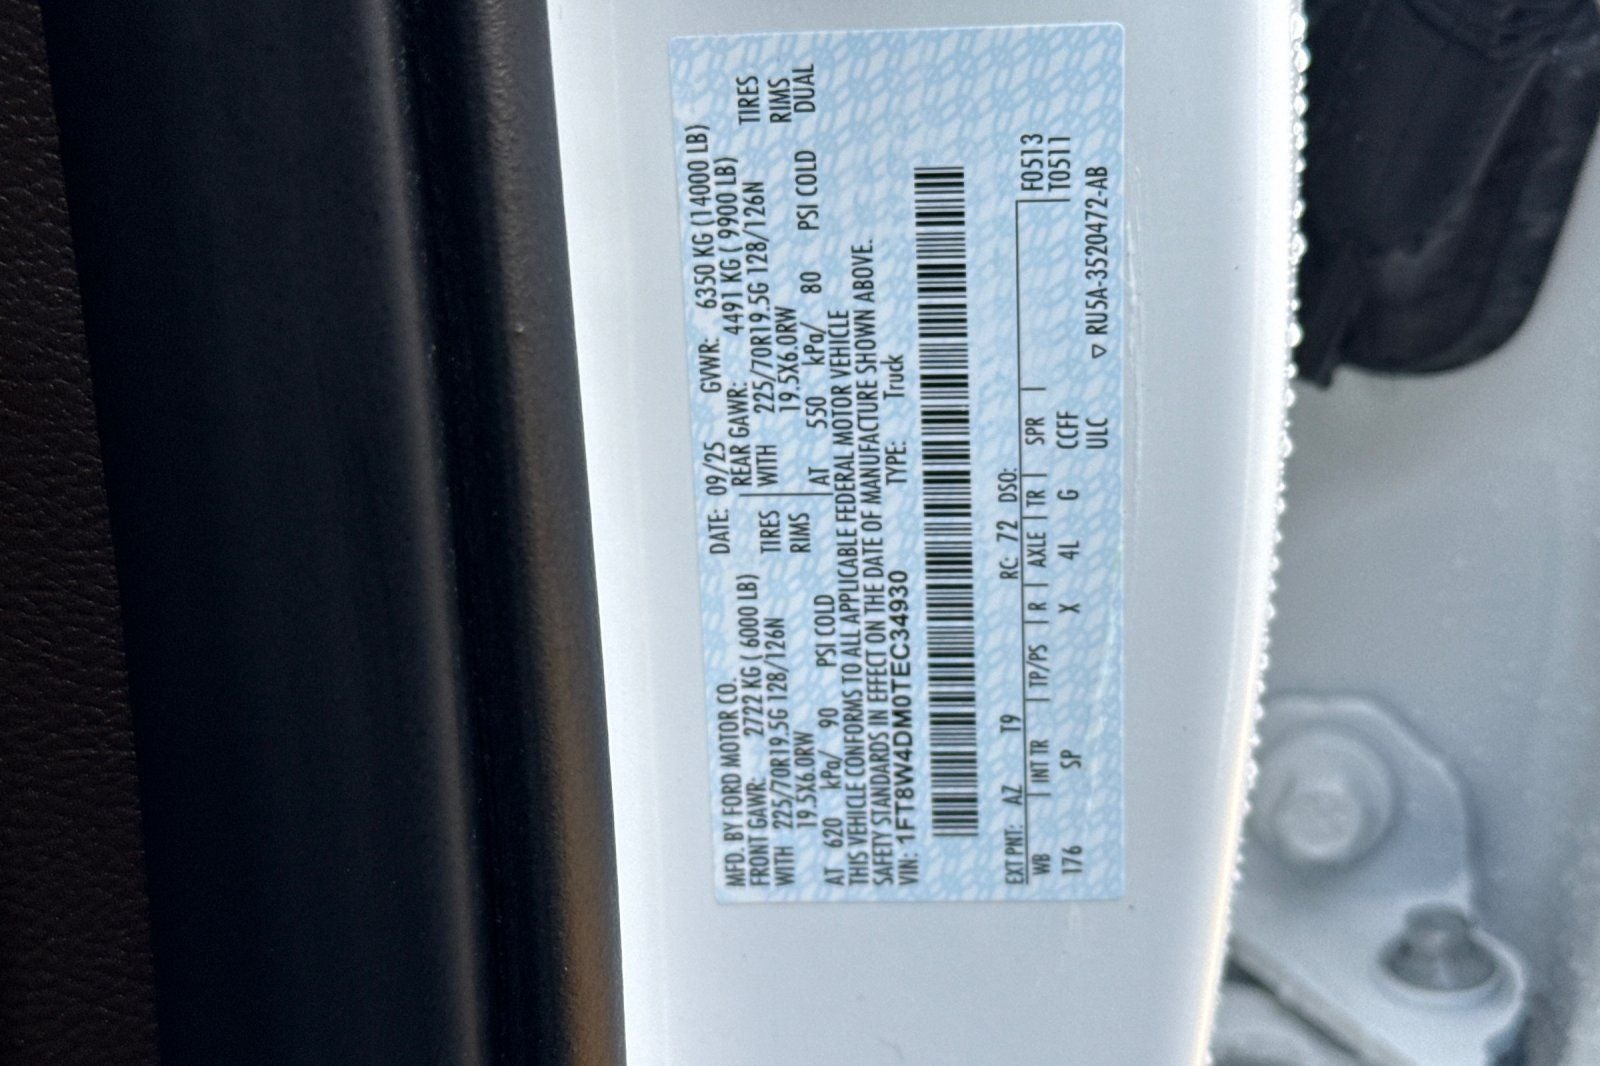 MFD. BY FORD MOTOR CO.
DATE: 09/25 GVWR: 6350 KG (14000 LB)
FRONT GAWR: 2722 KG ( 6000 LB) REAR GAWR: 4491 KG ( 9900 LB)
WITH 225/70R19.5G 128/126N TIRES WITH 225/70R19.5G 128/126N TIRES
19.5X6.0RW RIMS 19.5X6.0RW RIMS
AT 620 kPa/ 90 PSI COLD AT 550 kPa/ 80 PSI COLD DUAL
THIS VEHICLE CONFORMS TO ALL APPLICABLE FEDERAL MOTOR VEHICLE
SAFETY STANDARDS IN EFFECT ON THE DATE OF MANUFACTURE SHOWN ABOVE.
VIN: 1FT8W4DM0TEC34930 TYPE: Truck
EXT PNT: AZ T9 RC: 72 DSO: F0513
WB INT TR TP/PS R AXLE TR SPR T0511
176 SP X 4L G CCFF
ULC ▽ RU5A-3520472-AB